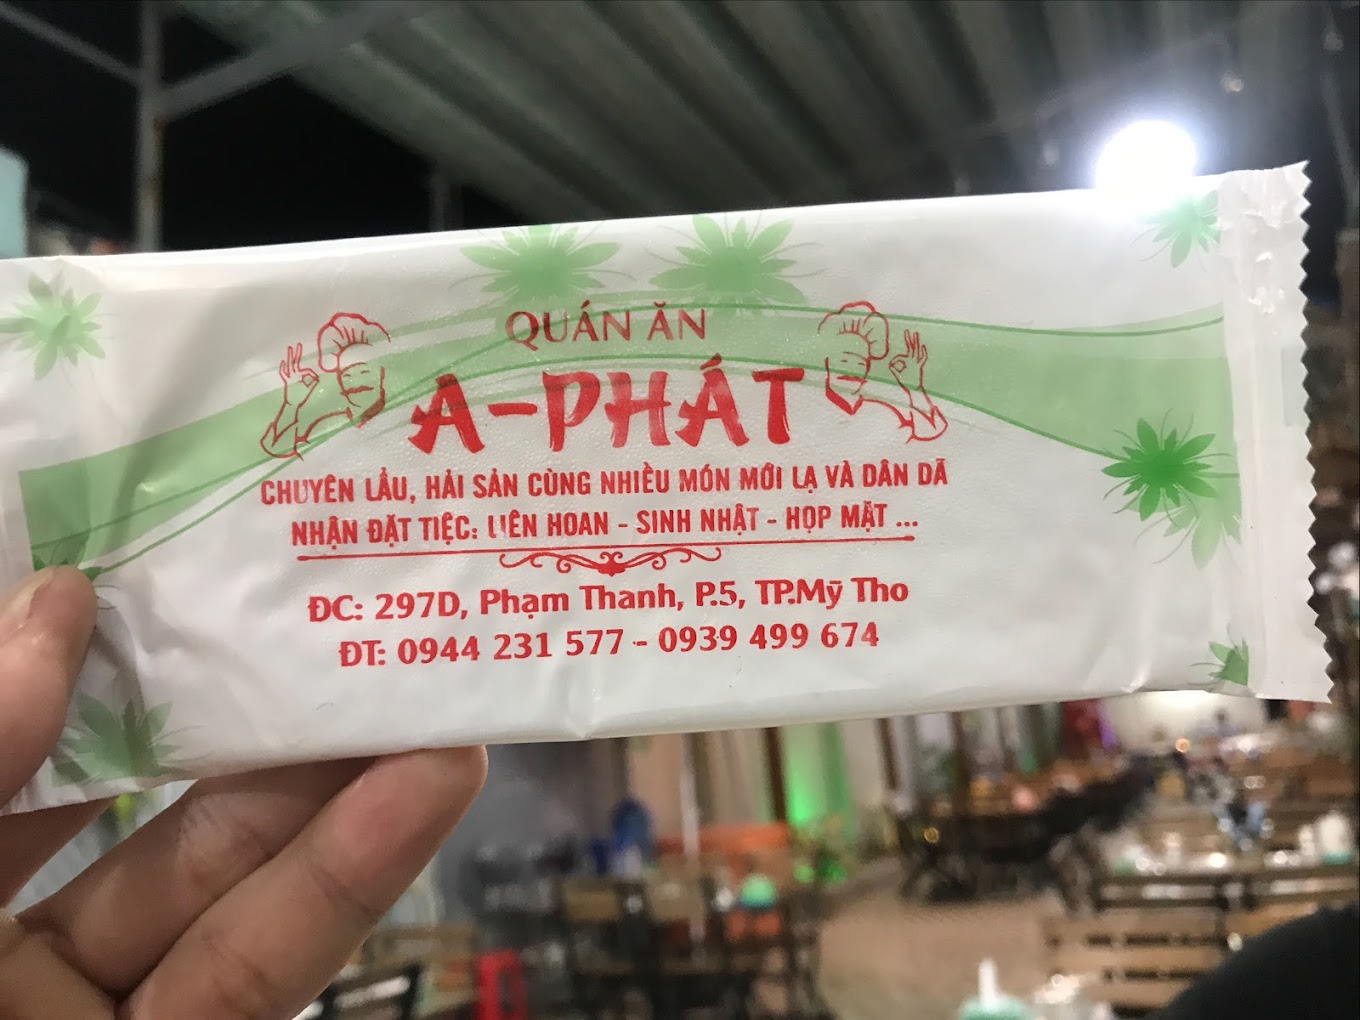 QUÁN ĂN
A-PHÁT
CHUYÊN LẨU, HẢI SẢN CÙNG NHIỀU MÓN MỚI LẠ VÀ DÂN DÃ
NHẬN ĐẶT TIỆC: LIÊN HOAN - SINH NHẬT - HỌP MẶT ...
ĐC: 297D, Phạm Thanh, P.5, TP.Mỹ Tho
ĐT: 0944 231 577 - 0939 499 674